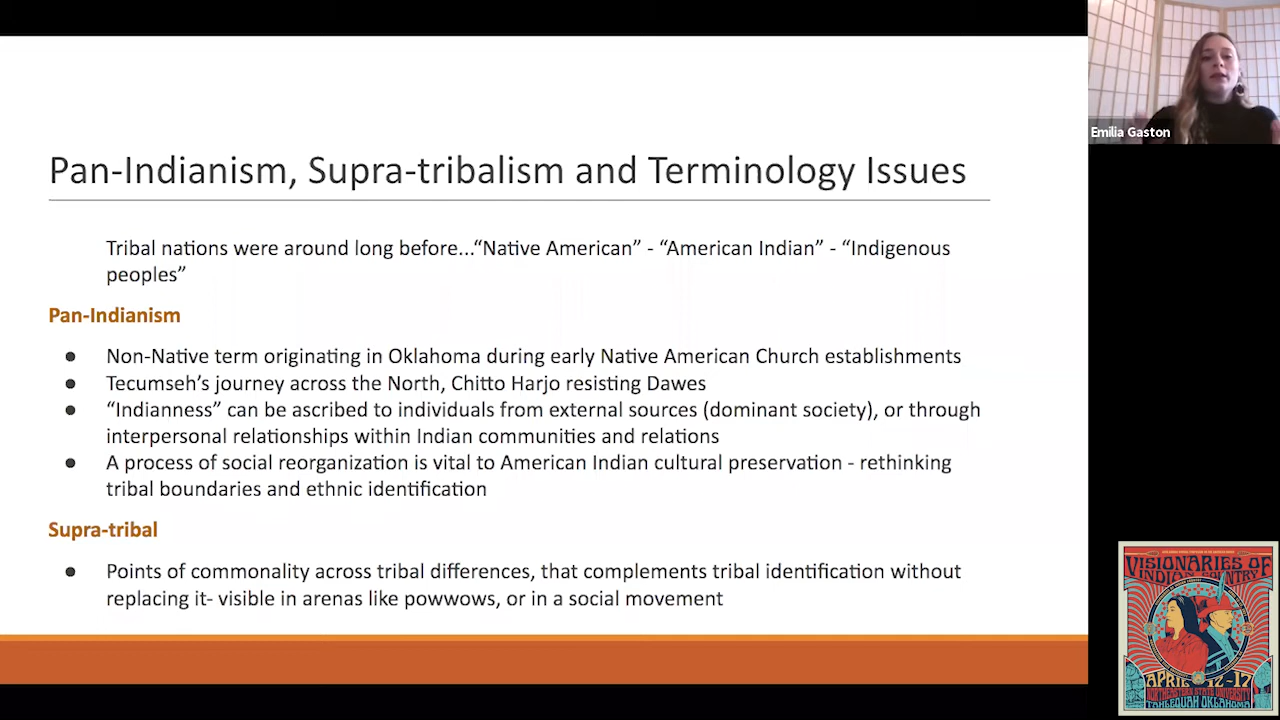 Pan-Indianism, Supra-tribalism and Terminology Issues
Tribal nations were around long before...“Native American” - “American Indian” - “Indigenous
peoples”
Pan-Indianism
● Non-Native term originating in Oklahoma during early Native American Church establishments
● Tecumseh’s journey across the North, Chitto Harjo resisting Dawes
● “Indianness” can be ascribed to individuals from external sources (dominant society), or through
interpersonal relationships within Indian communities and relations
● A process of social reorganization is vital to American Indian cultural preservation - rethinking
tribal boundaries and ethnic identification
Supra-tribal
● Points of commonality across tribal differences, that complements tribal identification without
replacing it- visible in arenas like powwows, or in a social movement
Emilia Gaston
VISIONARIES OF
INDIAN COUNTRY
APRIL 12-17
NORTHEASTERN STATE UNIVERSITY
TAHLEQUAH OKLAHOMA